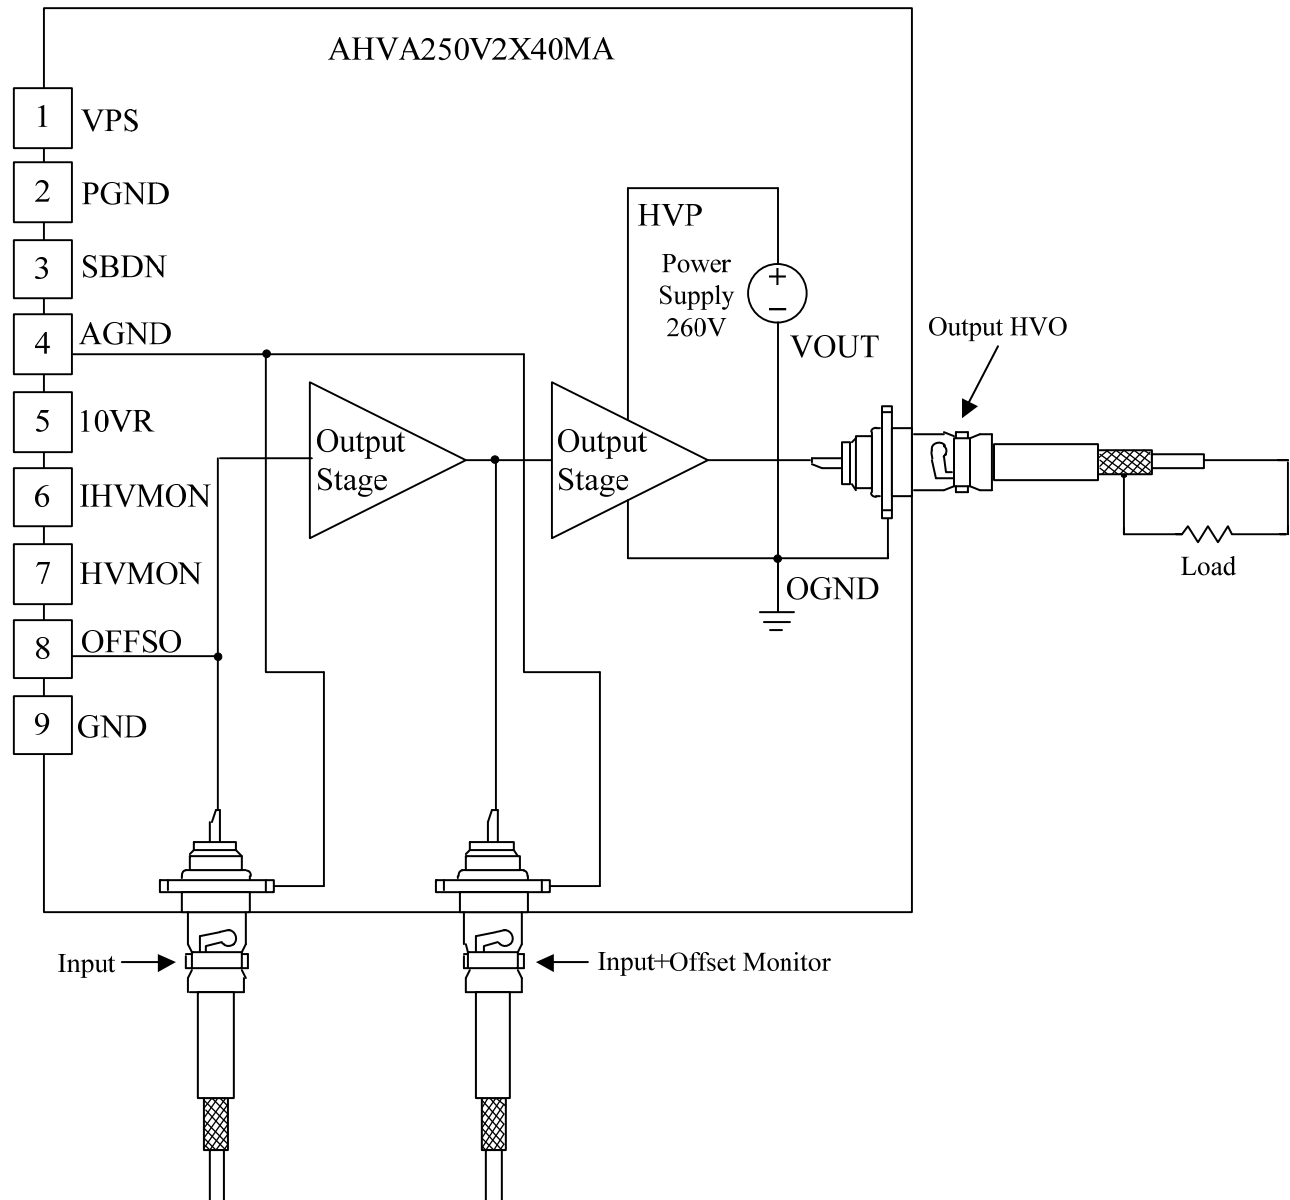 AHVA250V2X40MA
1 VPS
2 PGND
3 SBDN
4 AGND
5 10VR
6 IHVMON
7 HVMON
8 OFFSO
9 GND
HVP
Power
Supply
260V
+
−
VOUT
Output HVO
Output
Stage
Output
Stage
OGND
Load
Input
Input+Offset Monitor